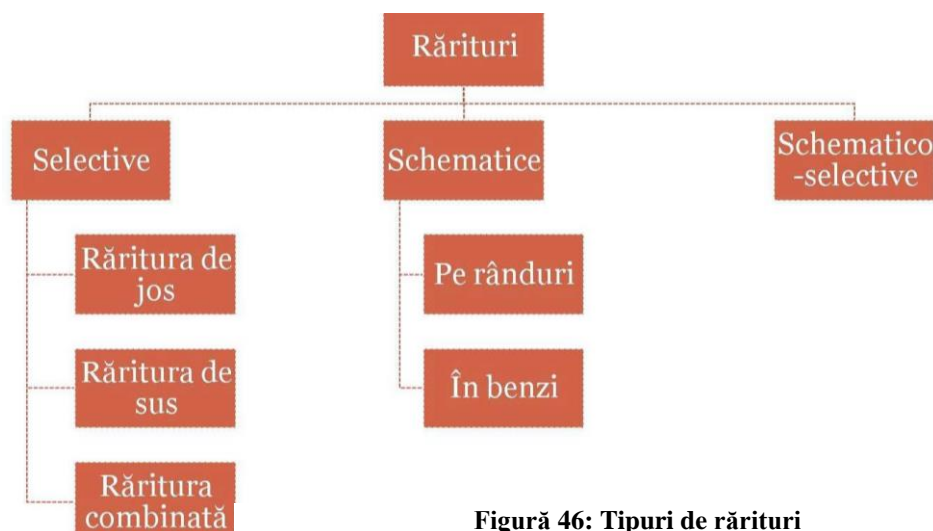 Rărituri
Selective
Schematice
Schematico
-selective
Răritura de
jos
Răritura de
sus
Răritura
combinată
Pe rânduri
În benzi
Figură 46: Tipuri de rărituri